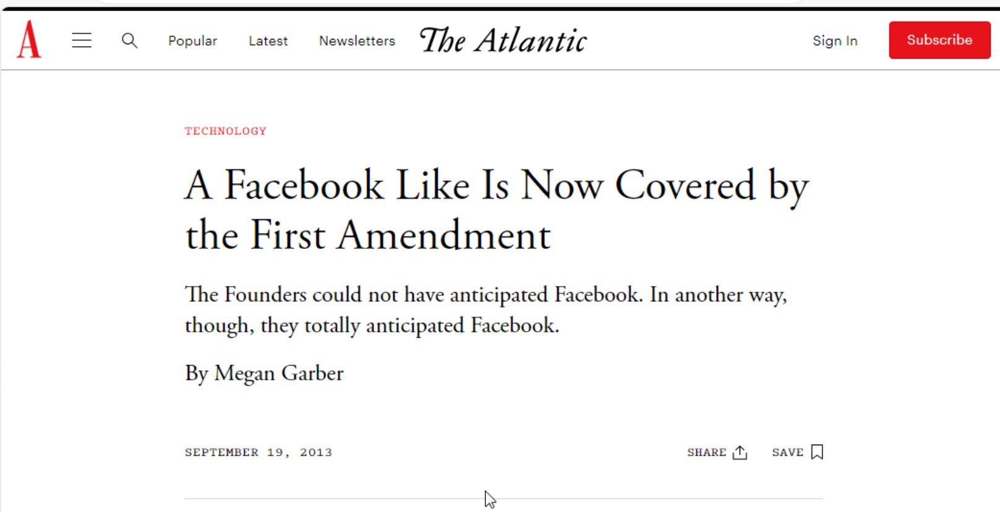 A Popular Latest Newsletters The Atlantic Sign In Subscribe
TECHNOLOGY
A Facebook Like Is Now Covered by
the First Amendment
The Founders could not have anticipated Facebook. In another way,
though, they totally anticipated Facebook.
By Megan Garber
SEPTEMBER 19, 2013 SHARE SAVE